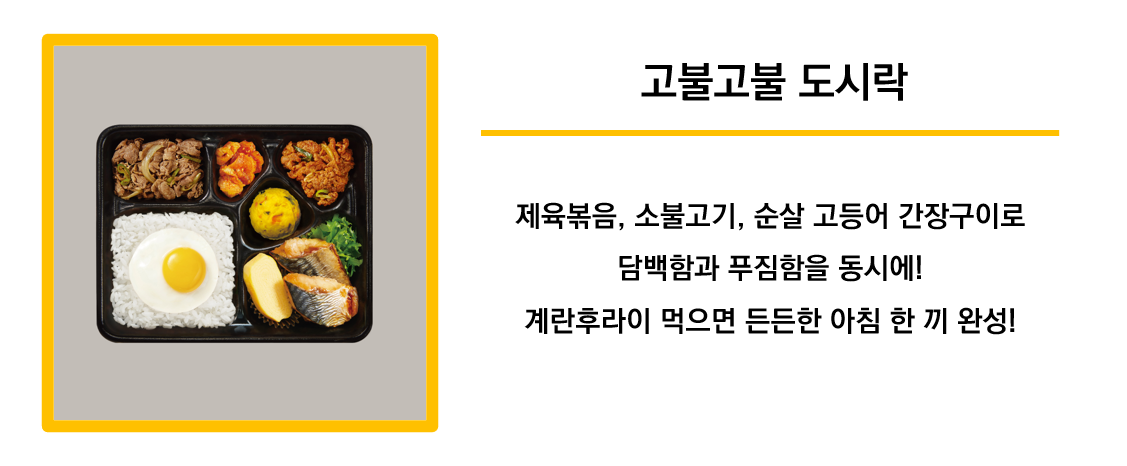 고불고불 도시락
제육볶음, 소불고기, 순살 고등어 간장구이로
담백함과 푸짐함을 동시에!
계란후라이 먹으면 든든한 아침 한 끼 완성!